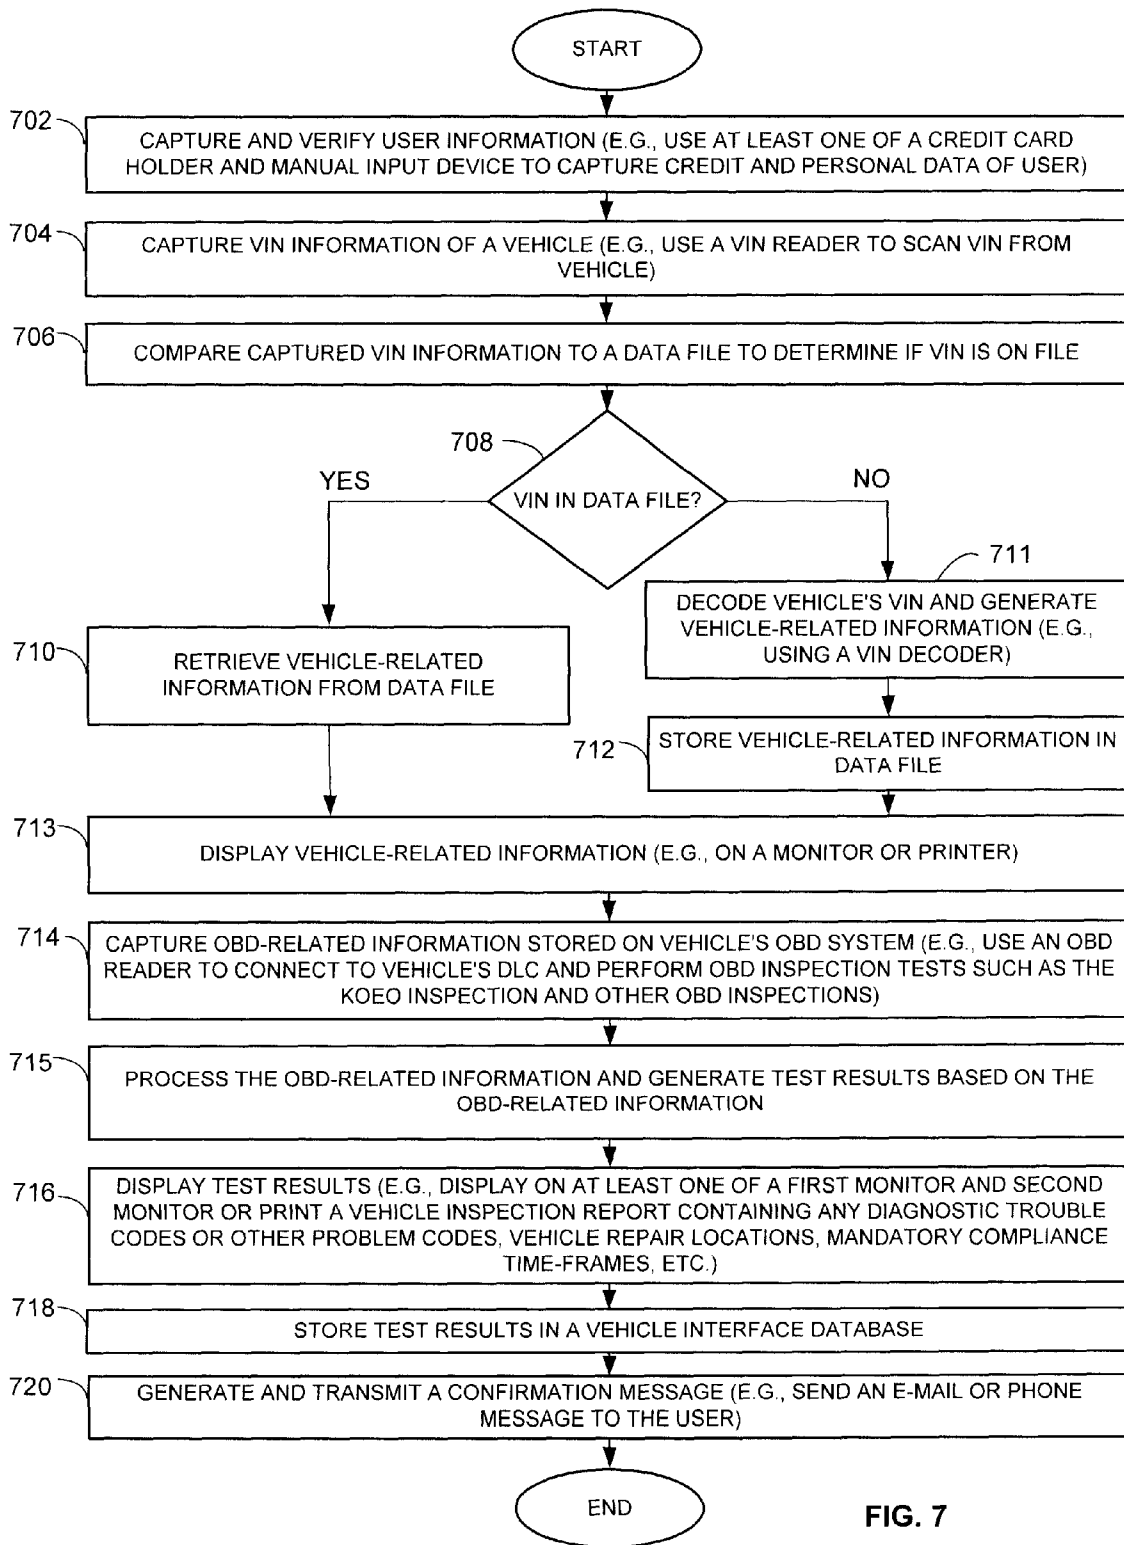 START
702
CAPTURE AND VERIFY USER INFORMATION (E.G., USE AT LEAST ONE OF A CREDIT CARD
HOLDER AND MANUAL INPUT DEVICE TO CAPTURE CREDIT AND PERSONAL DATA OF USER)
704
CAPTURE VIN INFORMATION OF A VEHICLE (E.G., USE A VIN READER TO SCAN VIN FROM
VEHICLE)
706
COMPARE CAPTURED VIN INFORMATION TO A DATA FILE TO DETERMINE IF VIN IS ON FILE
708
YES
VIN IN DATA FILE?
NO
711
DECODE VEHICLE'S VIN AND GENERATE
VEHICLE-RELATED INFORMATION (E.G.,
USING A VIN DECODER)
710
RETRIEVE VEHICLE-RELATED
INFORMATION FROM DATA FILE
712
STORE VEHICLE-RELATED INFORMATION IN
DATA FILE
713
DISPLAY VEHICLE-RELATED INFORMATION (E.G., ON A MONITOR OR PRINTER)
714
CAPTURE OBD-RELATED INFORMATION STORED ON VEHICLE'S OBD SYSTEM (E.G., USE AN OBD
READER TO CONNECT TO VEHICLE'S DLC AND PERFORM OBD INSPECTION TESTS SUCH AS THE
KOEO INSPECTION AND OTHER OBD INSPECTIONS)
715
PROCESS THE OBD-RELATED INFORMATION AND GENERATE TEST RESULTS BASED ON THE
OBD-RELATED INFORMATION
716
DISPLAY TEST RESULTS (E.G., DISPLAY ON AT LEAST ONE OF A FIRST MONITOR AND SECOND
MONITOR OR PRINT A VEHICLE INSPECTION REPORT CONTAINING ANY DIAGNOSTIC TROUBLE
CODES OR OTHER PROBLEM CODES, VEHICLE REPAIR LOCATIONS, MANDATORY COMPLIANCE
TIME-FRAMES, ETC.)
718
STORE TEST RESULTS IN A VEHICLE INTERFACE DATABASE
720
GENERATE AND TRANSMIT A CONFIRMATION MESSAGE (E.G., SEND AN E-MAIL OR PHONE
MESSAGE TO THE USER)
END
FIG. 7